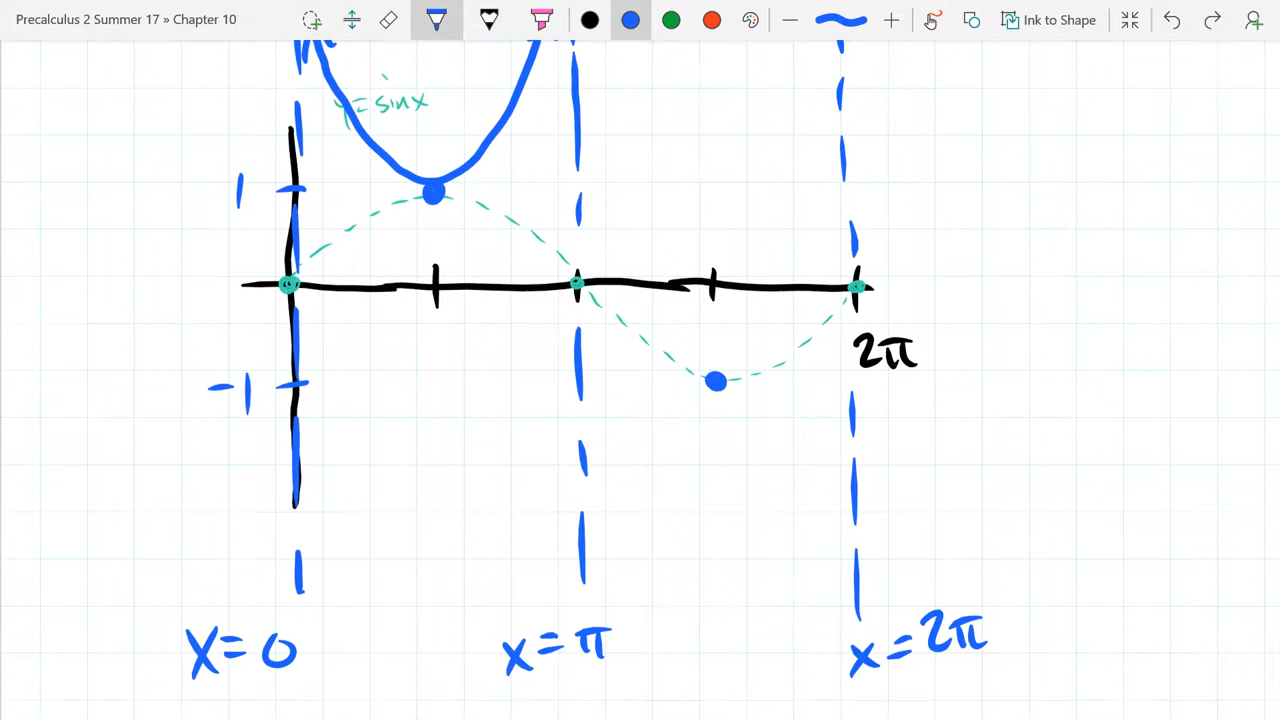 Precalculus 2 Summer 17 » Chapter 10
Ink to Shape
y = sinx
1
-1
2π
x = 0
x = π
x = 2π